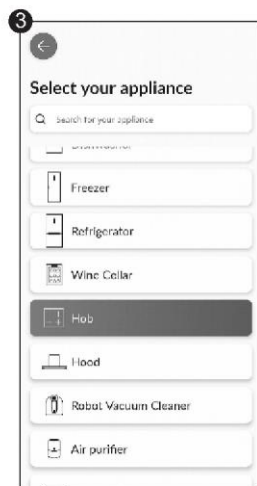 3
Select your appliance
Search for your appliance
Dishwasher
Freezer
Refrigerator
Wine Cellar
Hob
Hood
Robot Vacuum Cleaner
Air purifier